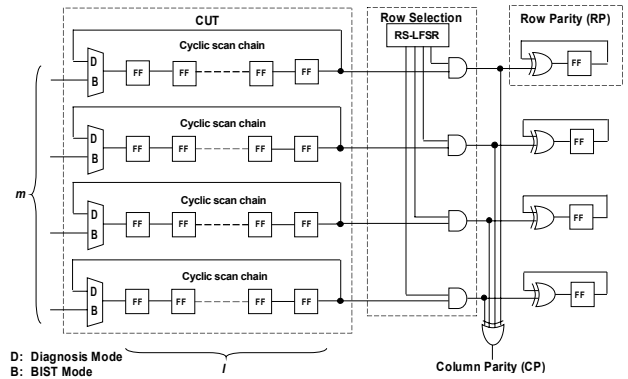 CUT
Row Selection
Row Parity (RP)
RS-LFSR
Cyclic scan chain
D
B
FF FF FF FF
FF
Cyclic scan chain
D
B
FF FF FF FF
FF
Cyclic scan chain
D
B
FF FF FF FF
FF
Cyclic scan chain
D
B
FF FF FF FF
FF
m
D: Diagnosis Mode
B: BIST Mode
l
Column Parity (CP)